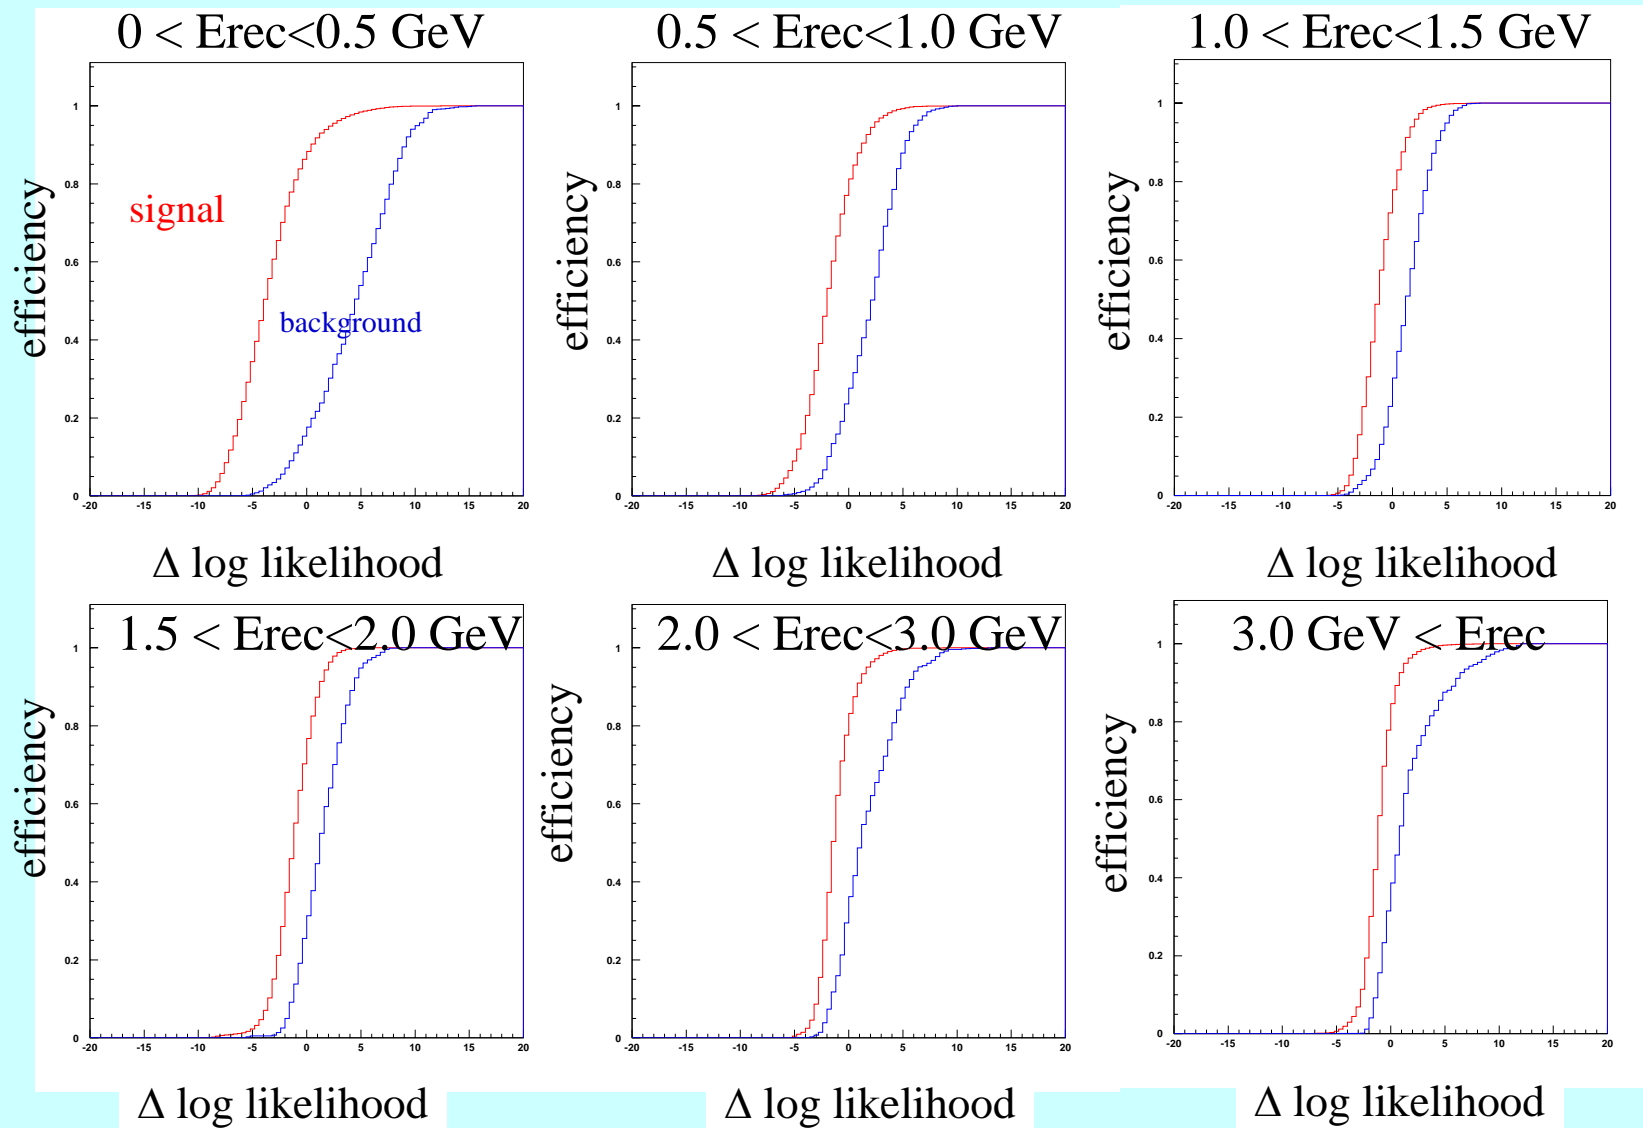 0 < Erec<0.5 GeV
0.5 < Erec<1.0 GeV
1.0 < Erec<1.5 GeV
efficiency
1
0.8
0.6
0.4
0.2
0
signal
background
-20 -15 -10 -5 0 5 10 15 20
Δ log likelihood
efficiency
1
0.8
0.6
0.4
0.2
0
-20 -15 -10 -5 0 5 10 15 20
Δ log likelihood
efficiency
1
0.8
0.6
0.4
0.2
0
-20 -15 -10 -5 0 5 10 15 20
Δ log likelihood
1.5 < Erec<2.0 GeV
2.0 < Erec<3.0 GeV
3.0 GeV < Erec
efficiency
1
0.8
0.6
0.4
0.2
0
-20 -15 -10 -5 0 5 10 15 20
Δ log likelihood
efficiency
1
0.8
0.6
0.4
0.2
0
-20 -15 -10 -5 0 5 10 15 20
Δ log likelihood
efficiency
1
0.8
0.6
0.4
0.2
0
-20 -15 -10 -5 0 5 10 15 20
Δ log likelihood